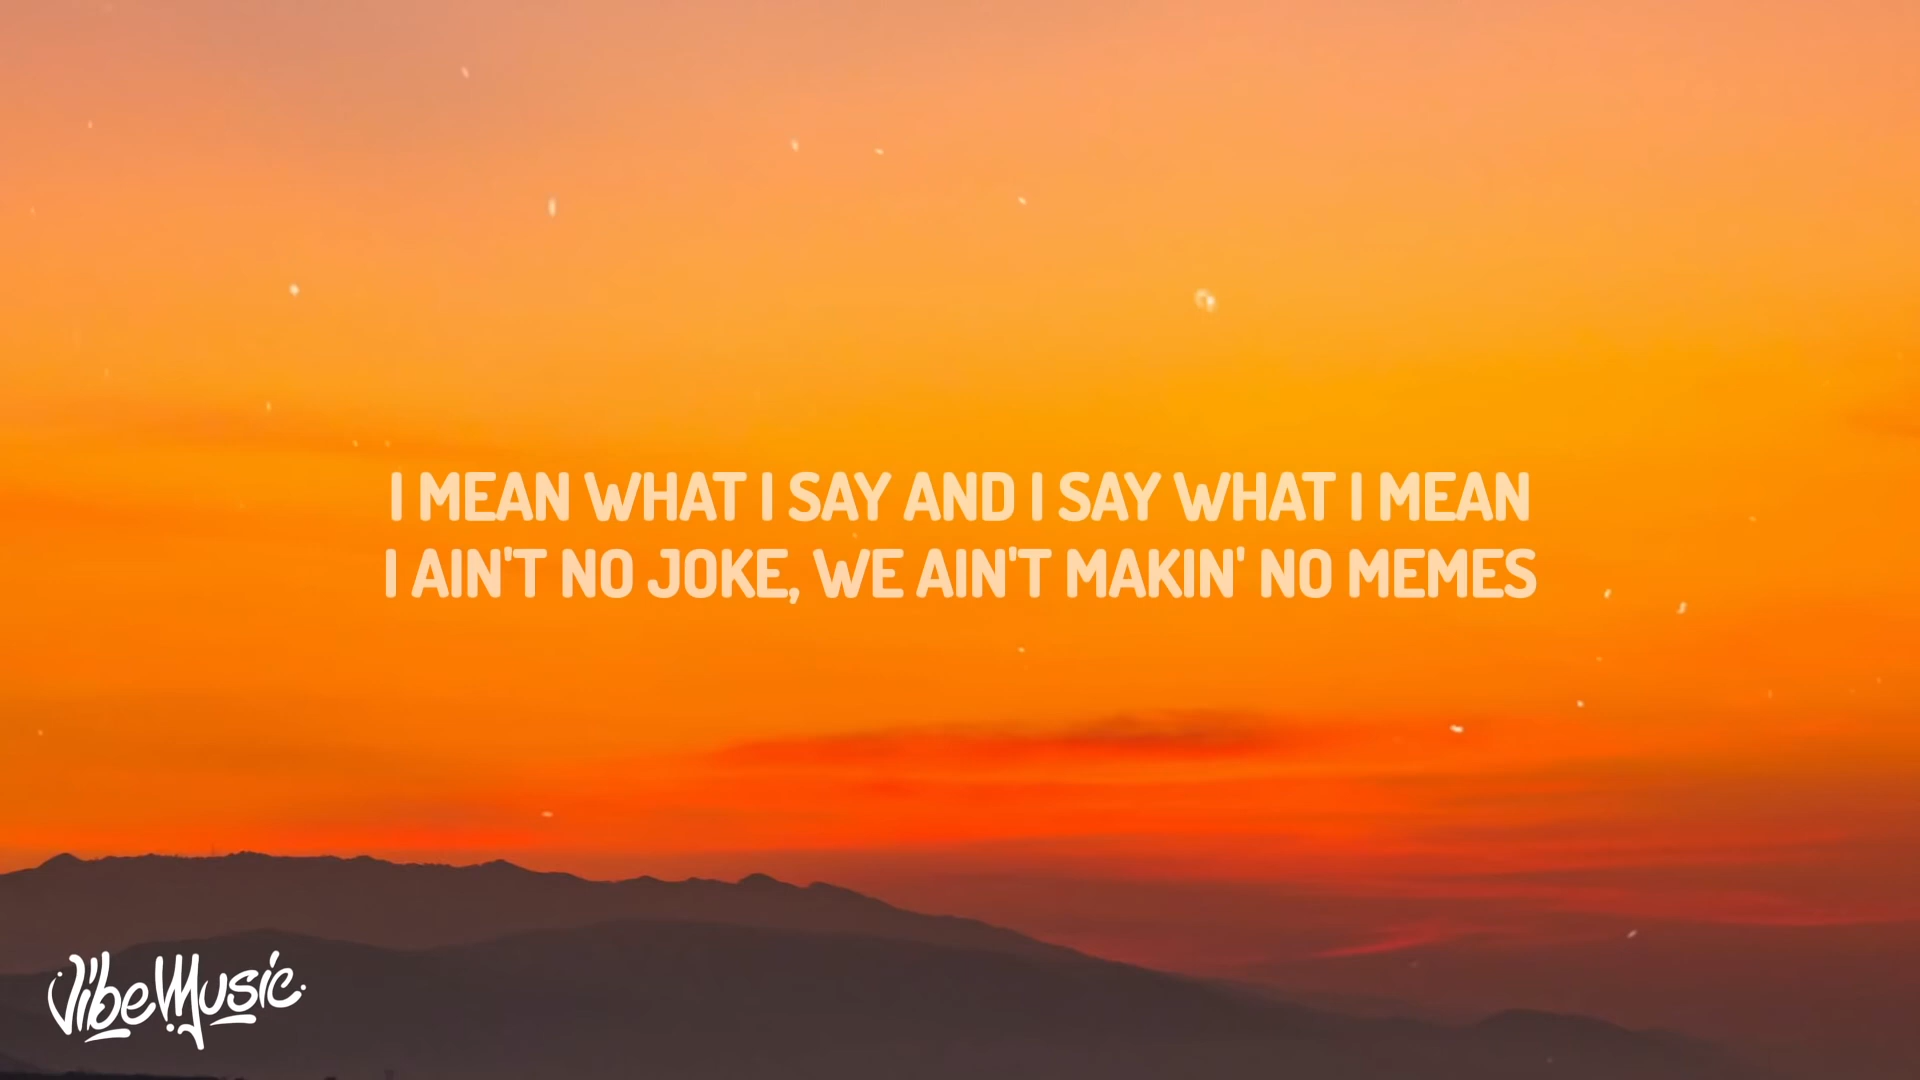 I MEAN WHAT I SAY AND I SAY WHAT I MEAN
I AIN'T NO JOKE, WE AIN'T MAKIN' NO MEMES
VibeMusic